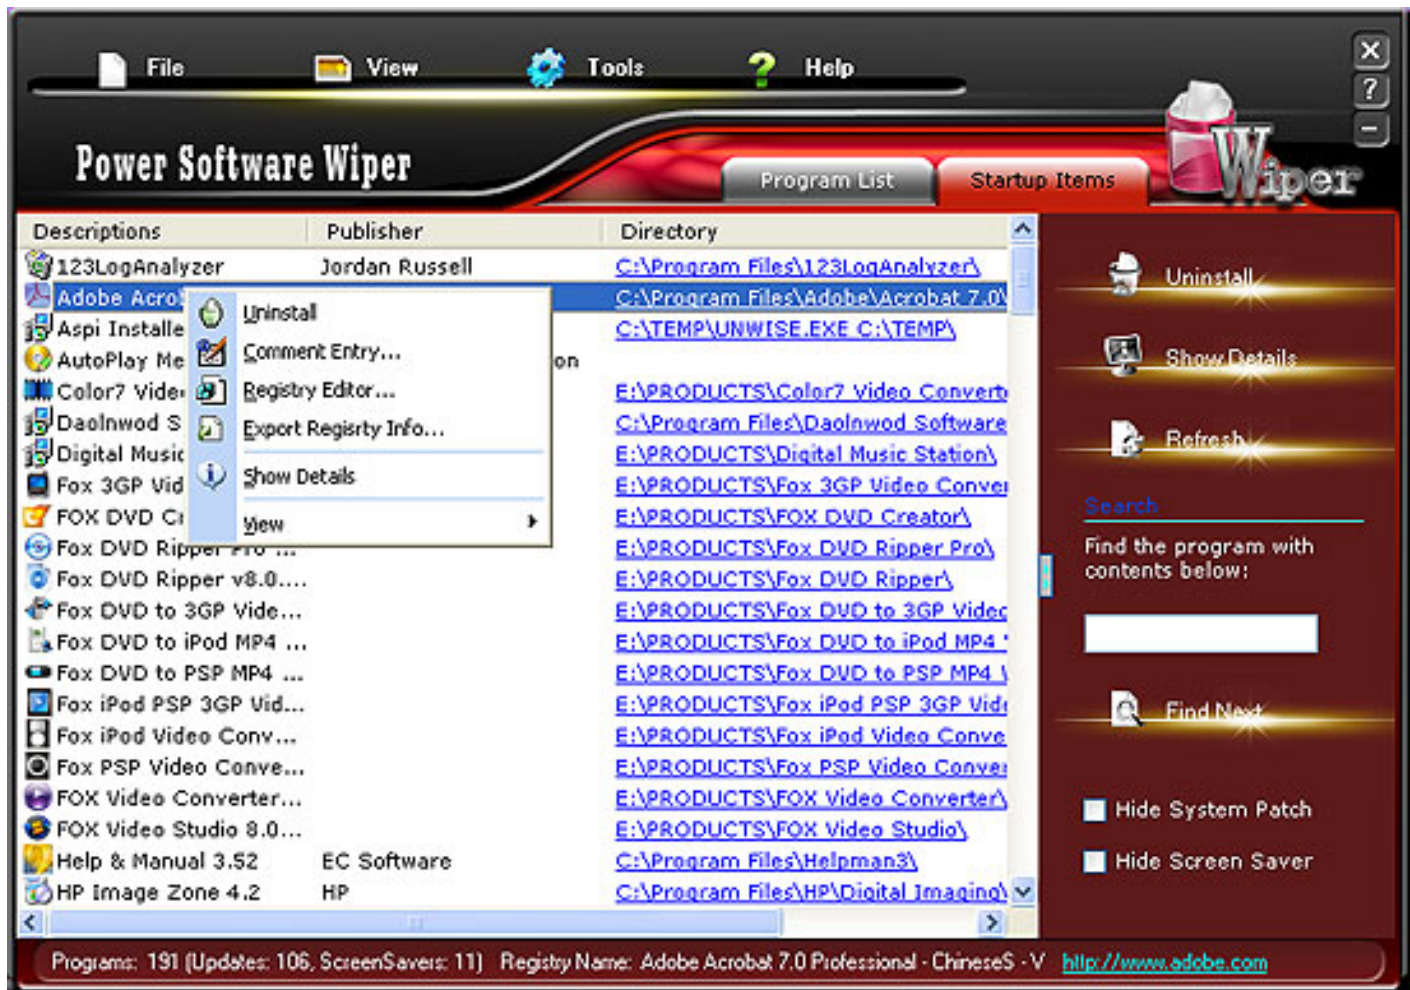 File View Tools Help
Power Software Wiper
Program List Startup Items
Wiper
Descriptions Publisher Directory
123LogAnalyzer Jordan Russell C:\Program Files\123LogAnalyzer\
Adobe Acrol C:\Program Files\Adobe\Acrobat 7.0\
Aspi Installe C:\TEMP\UNWISE.EXE C:\TEMP\
AutoPlay Me on
Color7 Vide E:\PRODUCTS\Color7 Video Convert
Daolnwod S C:\Program Files\Daolnwod Software
Digital Music E:\PRODUCTS\Digital Music Station\
Fox 3GP Vid E:\PRODUCTS\Fox 3GP Video Conver
FOX DVD Cr E:\PRODUCTS\FOX DVD Creator\
Fox DVD Ripper Pro ... E:\PRODUCTS\Fox DVD Ripper Pro\
Fox DVD Ripper v8.0.... E:\PRODUCTS\Fox DVD Ripper\
Fox DVD to 3GP Vide... E:\PRODUCTS\Fox DVD to 3GP Video
Fox DVD to iPod MP4 ... E:\PRODUCTS\Fox DVD to iPod MP4
Fox DVD to PSP MP4 ... E:\PRODUCTS\Fox DVD to PSP MP4
Fox iPod PSP 3GP Vid... E:\PRODUCTS\Fox iPod PSP 3GP Vid
Fox iPod Video Conv... E:\PRODUCTS\Fox iPod Video Conve
Fox PSP Video Conve... E:\PRODUCTS\Fox PSP Video Conver
FOX Video Converter... E:\PRODUCTS\FOX Video Converter\
FOX Video Studio 8.0... E:\PRODUCTS\FOX Video Studio\
Help & Manual 3.52 EC Software C:\Program Files\Helpman3\
HP Image Zone 4.2 HP C:\Program Files\HP\Digital Imaging\
Uninstall
Comment Entry...
Registry Editor...
Export Regisrty Info...
Show Details
View
Uninstall
Show Details
Refresh
Search
Find the program with
contents below:
Find Next
Hide System Patch
Hide Screen Saver
Programs: 191 (Updates: 106, ScreenSavers: 11) Registry Name: Adobe Acrobat 7.0 Professional - ChineseS - V http://www.adobe.com